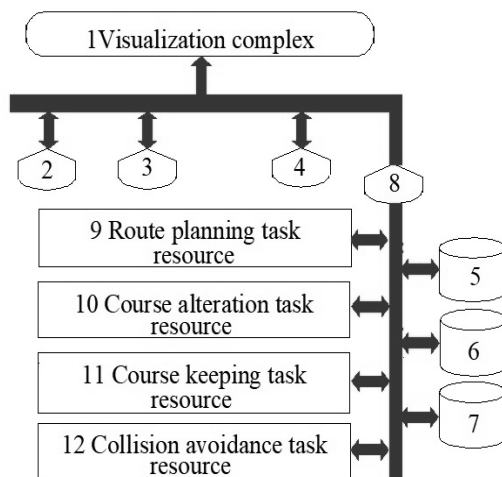 1Visualization complex
2
3
4
8
9 Route planning task
resource
5
10 Course alteration task
resource
6
11 Course keeping task
resource
7
12 Collision avoidance task
resource